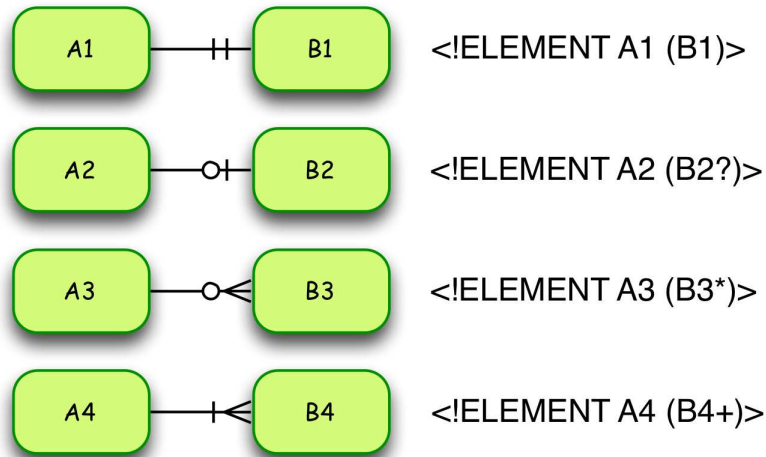 A1 B1 <!ELEMENT A1 (B1)>
A2 B2 <!ELEMENT A2 (B2?)>
A3 B3 <!ELEMENT A3 (B3*)>
A4 B4 <!ELEMENT A4 (B4+)>